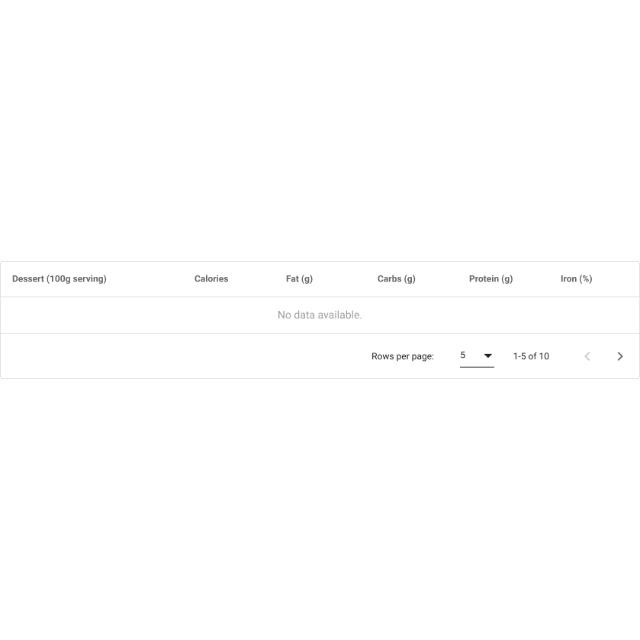 Dessert (100g serving) Calories Fat (g) Carbs (g) Protein (g) Iron (%)
No data available.
Rows per page: 5 1-5 of 10